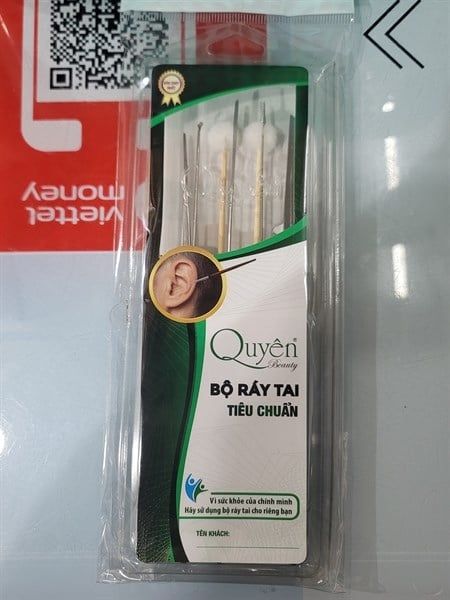 viettel
money
Quyên®
Beauty
BỘ RÁY TAI
TIÊU CHUẨN
Vì sức khỏe của chính mình
Hãy sử dụng bộ ráy tai cho riêng bạn
TÊN KHÁCH: